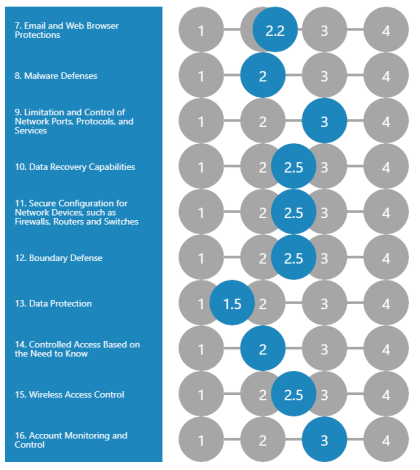 7. Email and Web Browser
Protections
1 2.2 3 4
8. Malware Defenses
1 2 3 4
9. Limitation and Control of
Network Ports, Protocols, and
Services
1 2 3 4
10. Data Recovery Capabilities
1 2 2.5 3 4
11. Secure Configuration for
Network Devices, such as
Firewalls, Routers and Switches
1 2 2.5 3 4
12. Boundary Defense
1 2 2.5 3 4
13. Data Protection
1 1.5 2 3 4
14. Controlled Access Based on
the Need to Know
1 2 3 4
15. Wireless Access Control
1 2 2.5 3 4
16. Account Monitoring and
Control
1 2 3 4